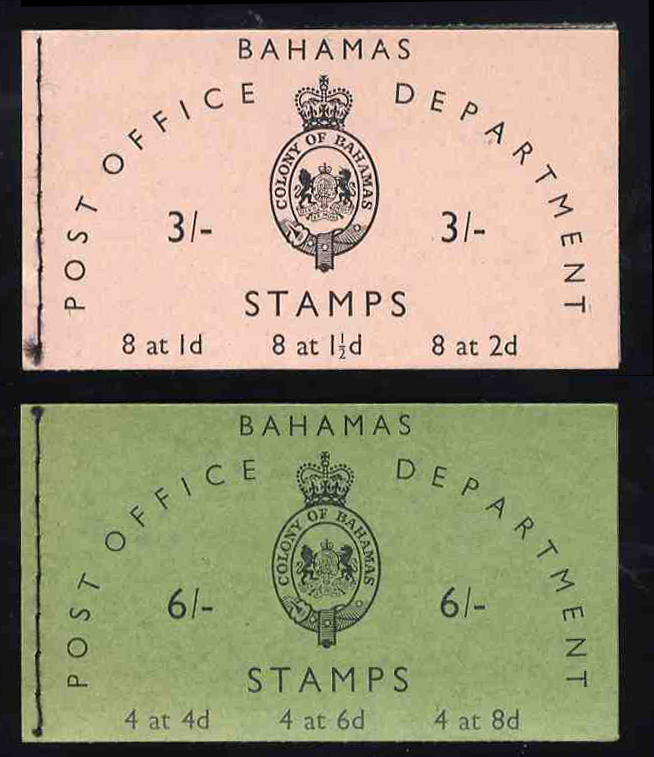 BAHAMAS
POST OFFICE DEPARTMENT
COLONY OF BAHAMAS
3/- 3/-
STAMPS
8 at 1d 8 at 1½d 8 at 2d
BAHAMAS
POST OFFICE DEPARTMENT
COLONY OF BAHAMAS
6/- 6/-
STAMPS
4 at 4d 4 at 6d 4 at 8d